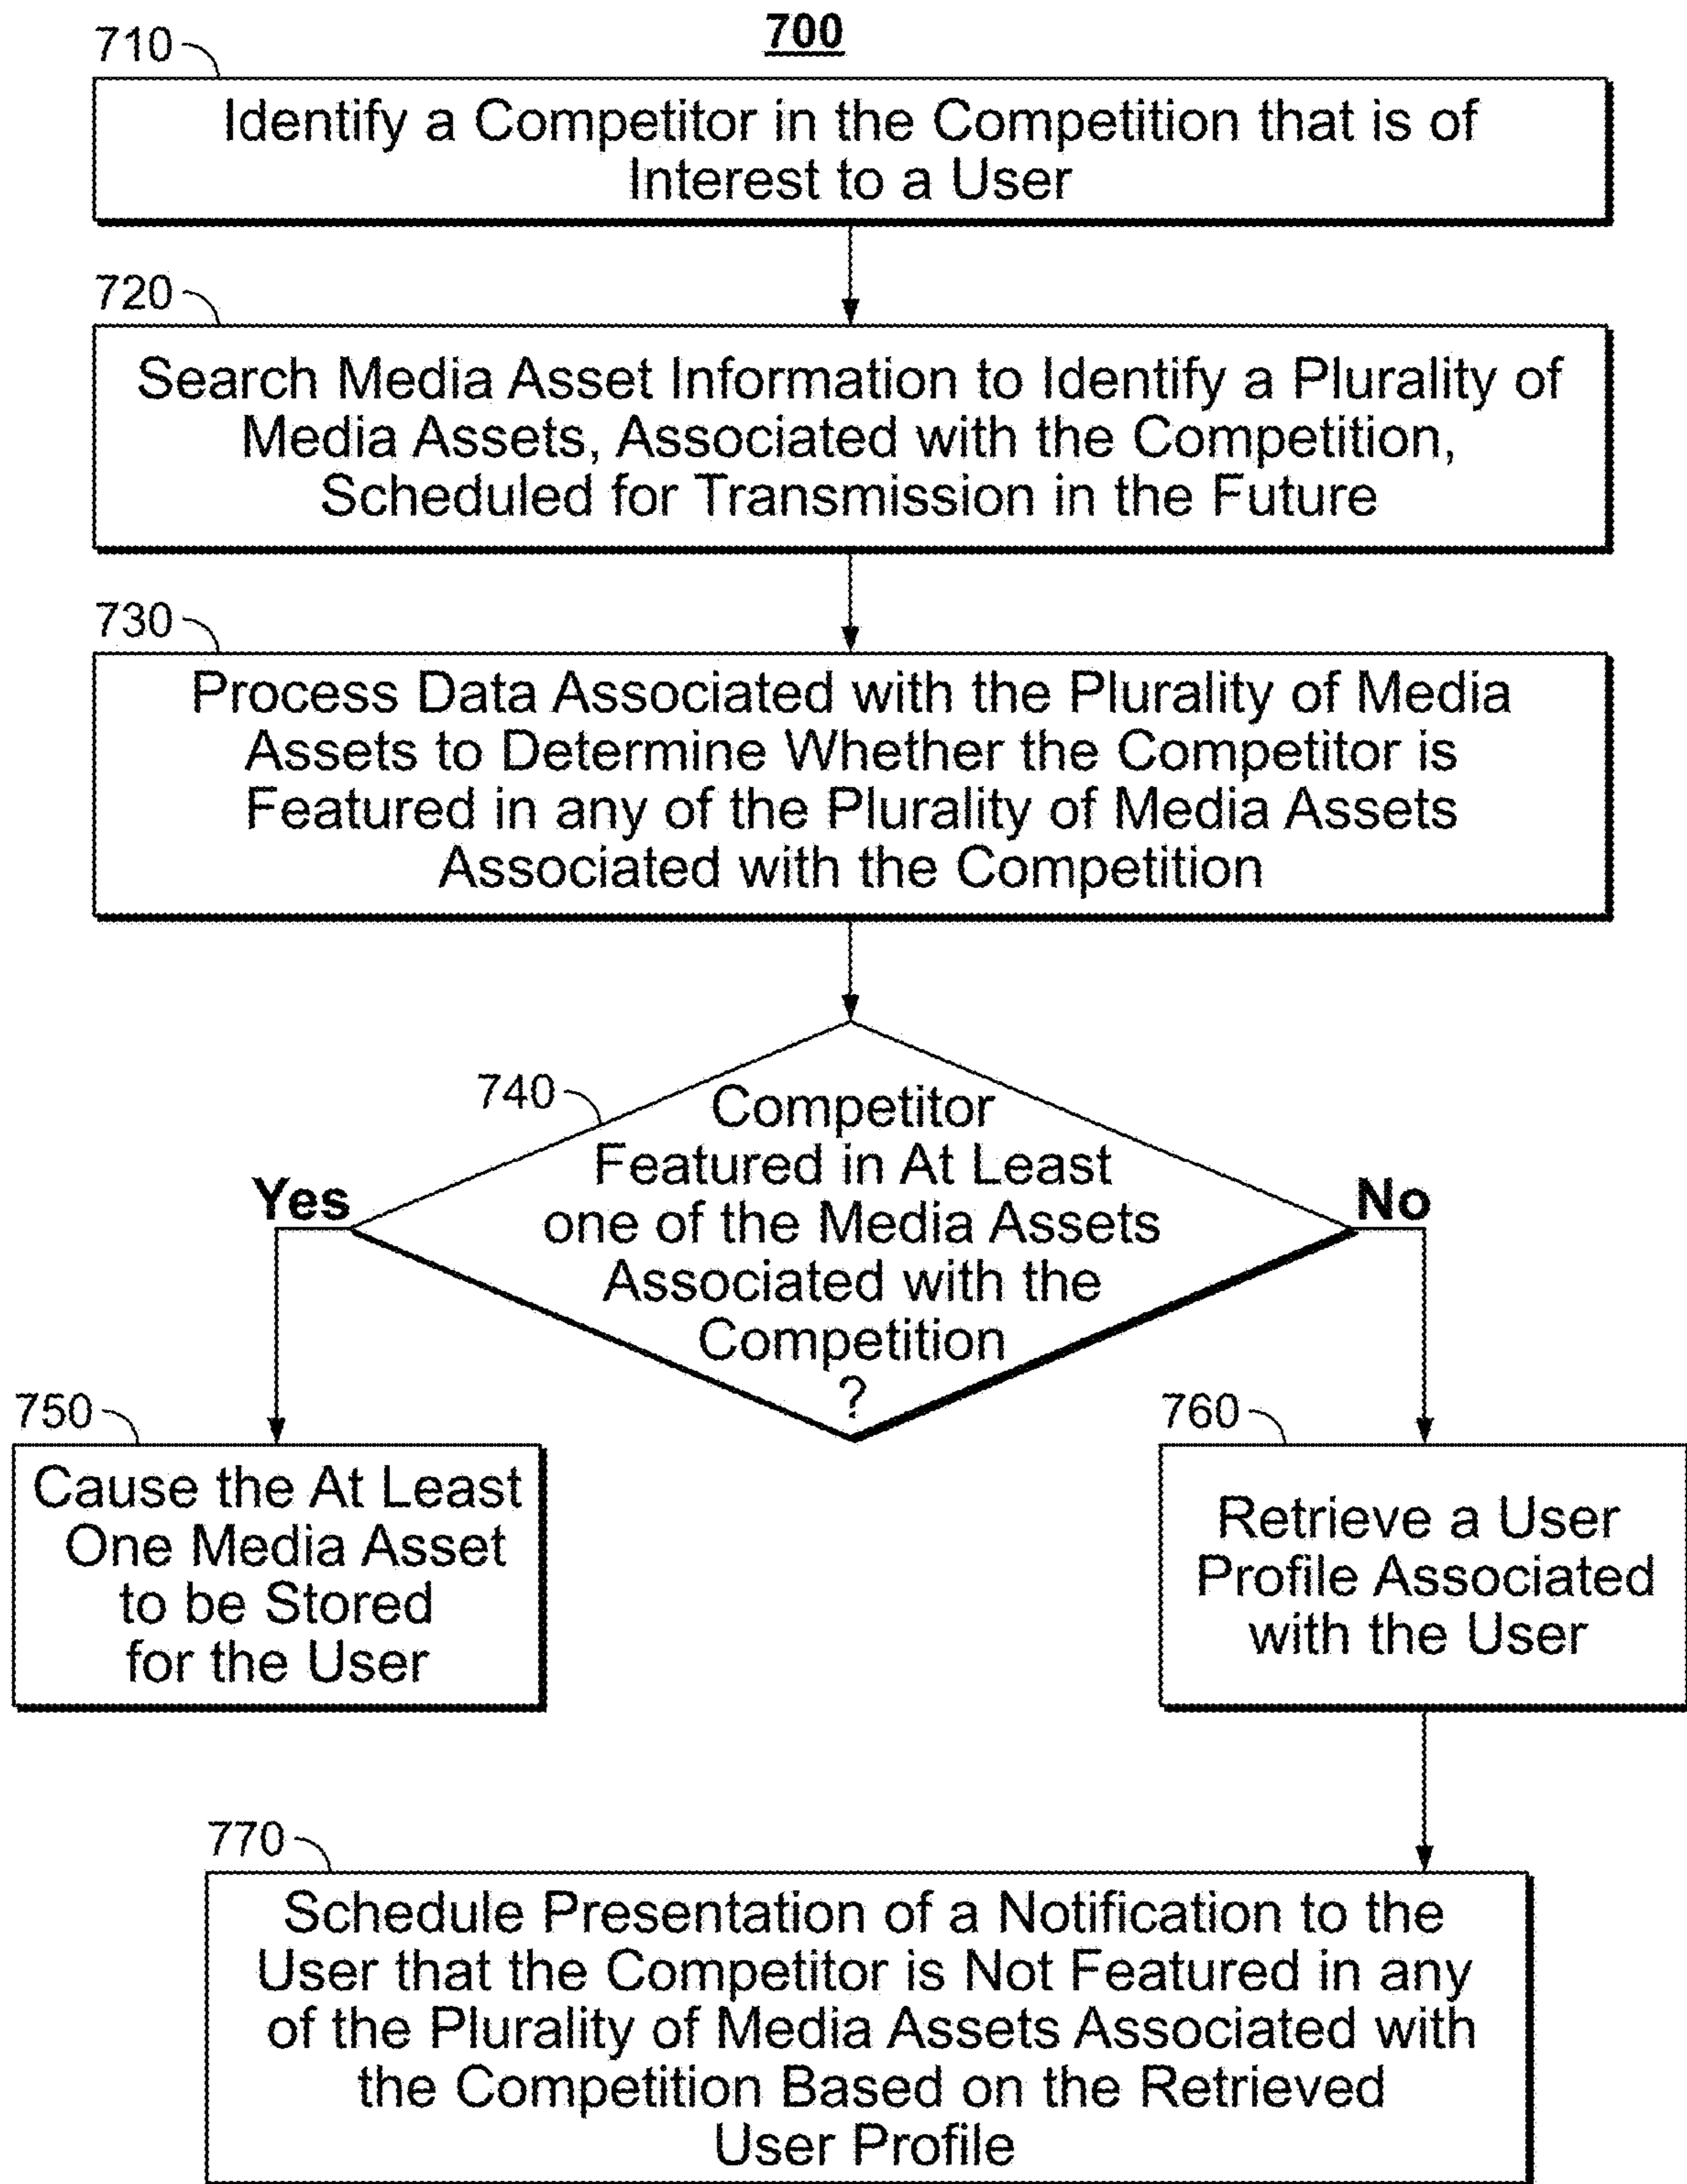 700
710
Identify a Competitor in the Competition that is of
Interest to a User
720
Search Media Asset Information to Identify a Plurality of
Media Assets, Associated with the Competition,
Scheduled for Transmission in the Future
730
Process Data Associated with the Plurality of Media
Assets to Determine Whether the Competitor is
Featured in any of the Plurality of Media Assets
Associated with the Competition
740
Competitor
Featured in At Least
one of the Media Assets
Associated with the
Competition
?
Yes
No
750
Cause the At Least
One Media Asset
to be Stored
for the User
760
Retrieve a User
Profile Associated
with the User
770
Schedule Presentation of a Notification to the
User that the Competitor is Not Featured in any
of the Plurality of Media Assets Associated with
the Competition Based on the Retrieved
User Profile